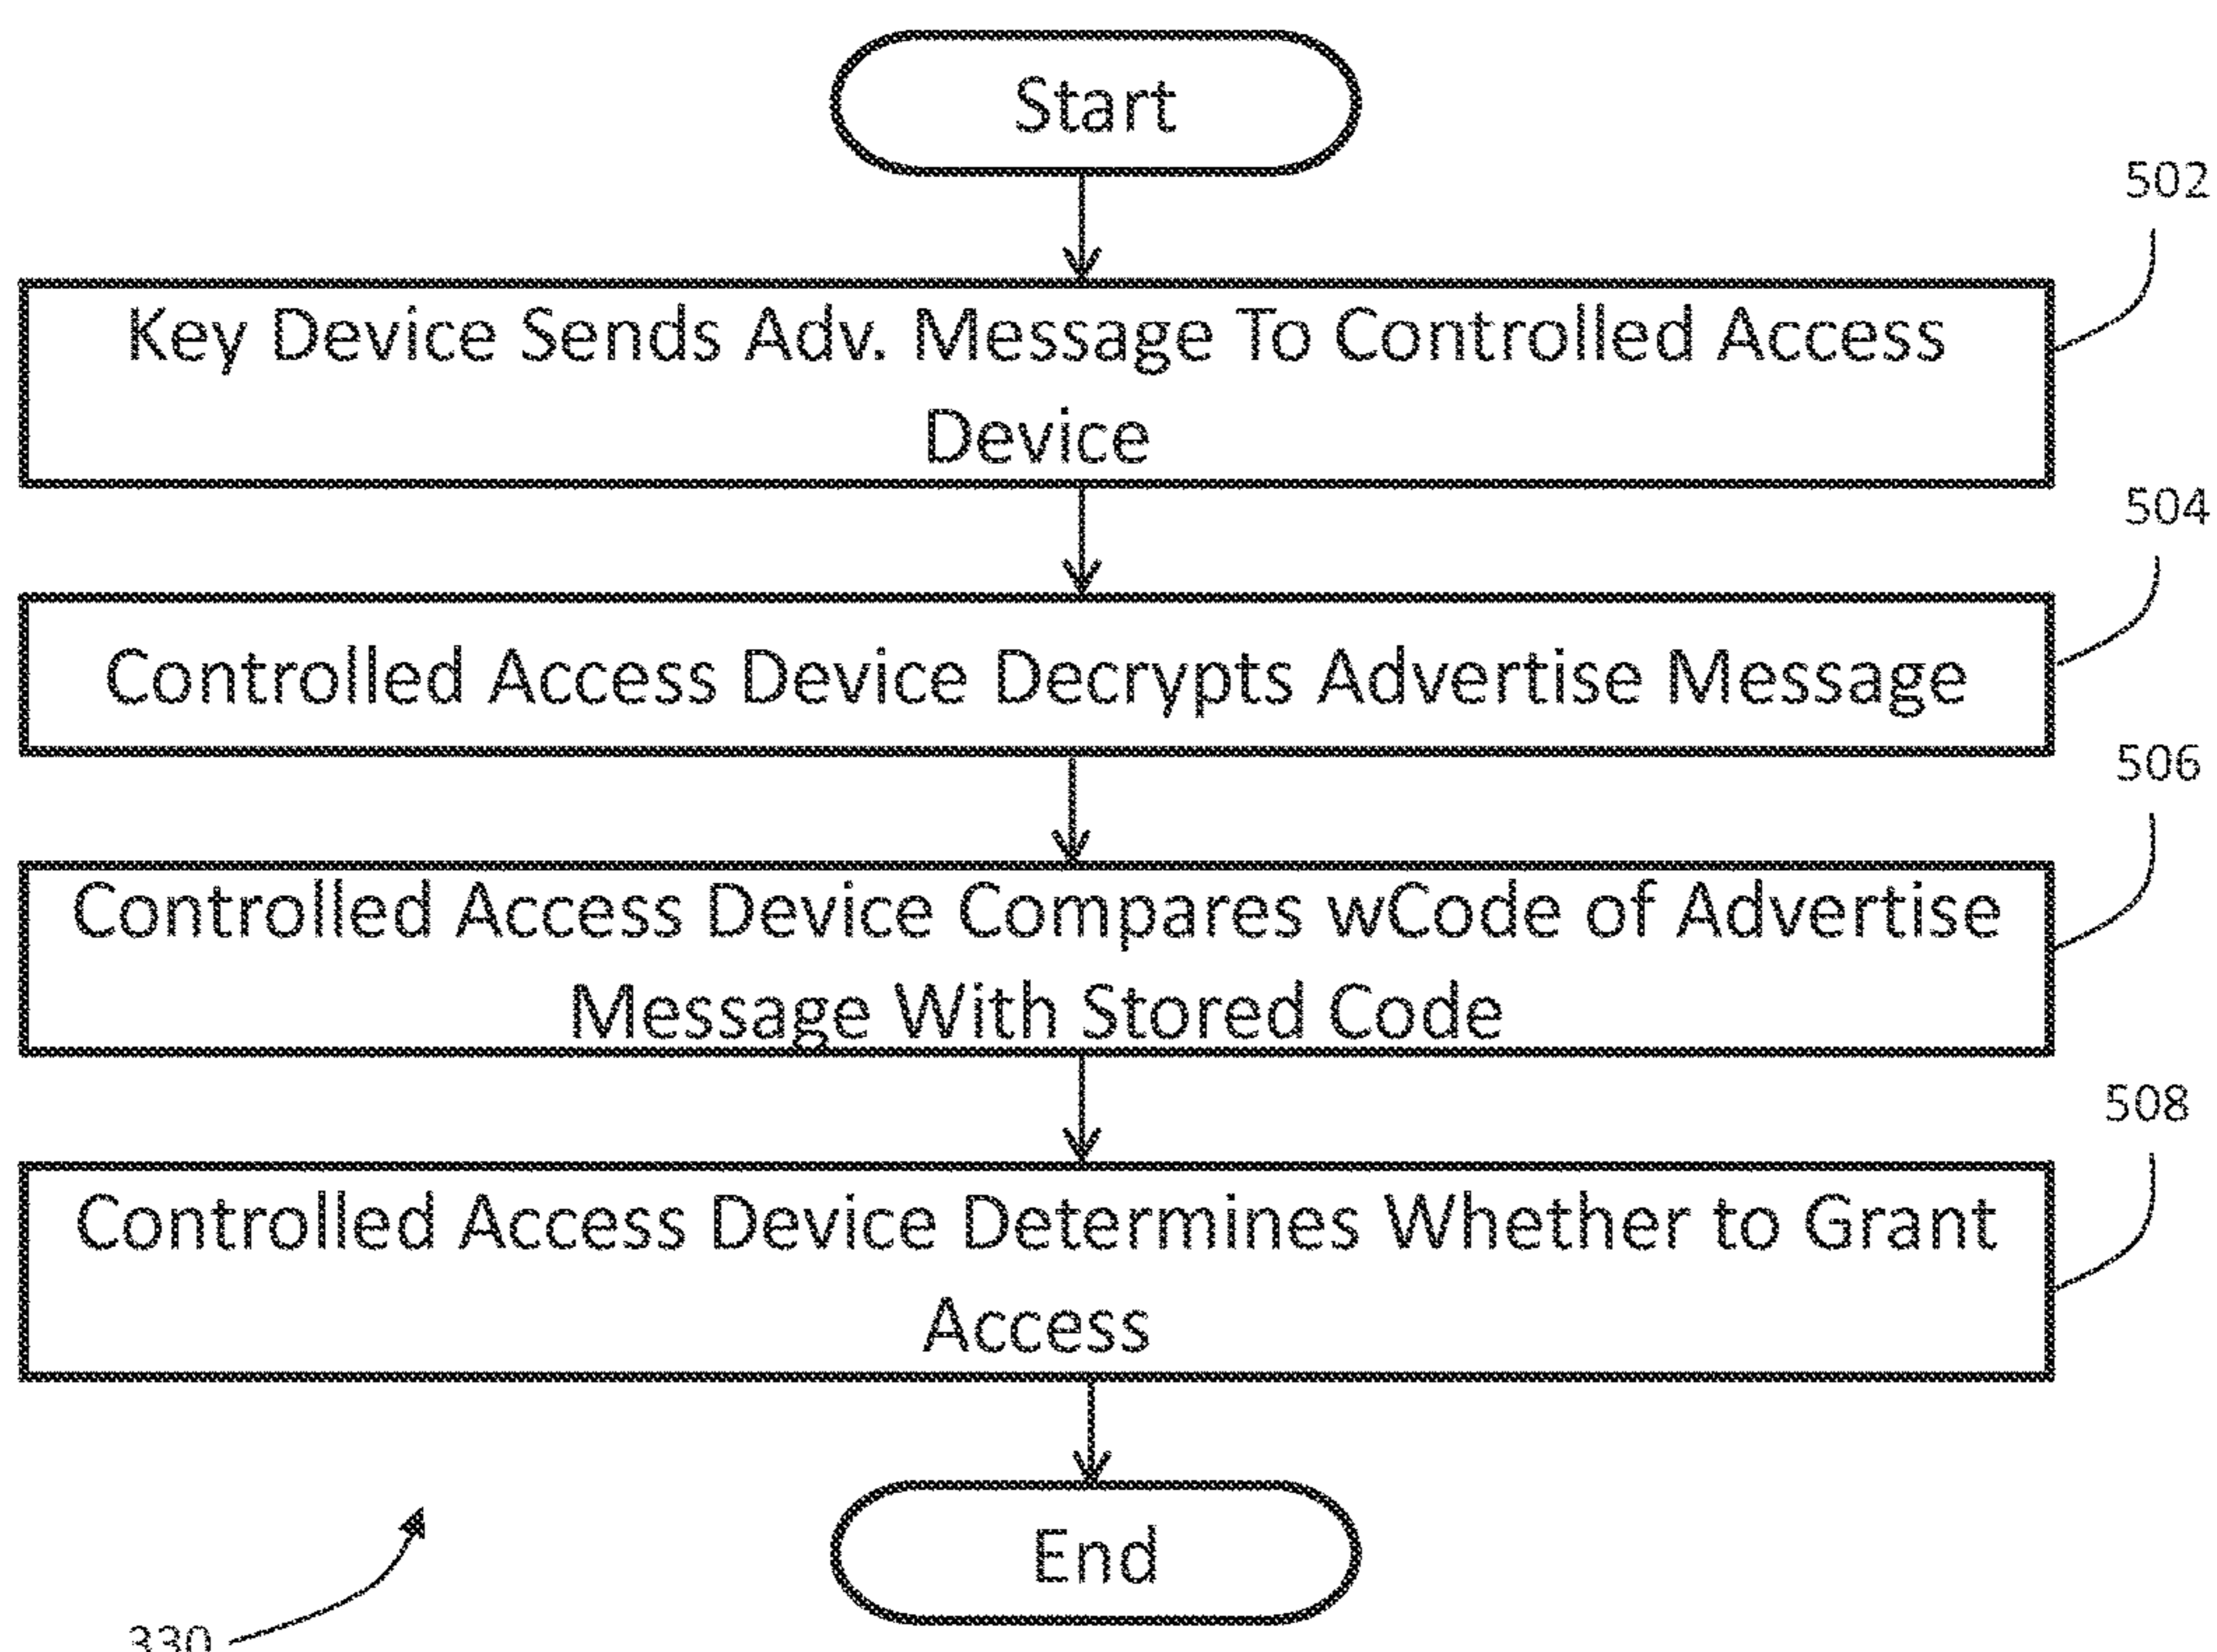 Start
502
Key Device Sends Adv. Message To Controlled Access
Device
504
Controlled Access Device Decrypts Advertise Message
506
Controlled Access Device Compares wCode of Advertise
Message With Stored Code
508
Controlled Access Device Determines Whether to Grant
Access
End
330